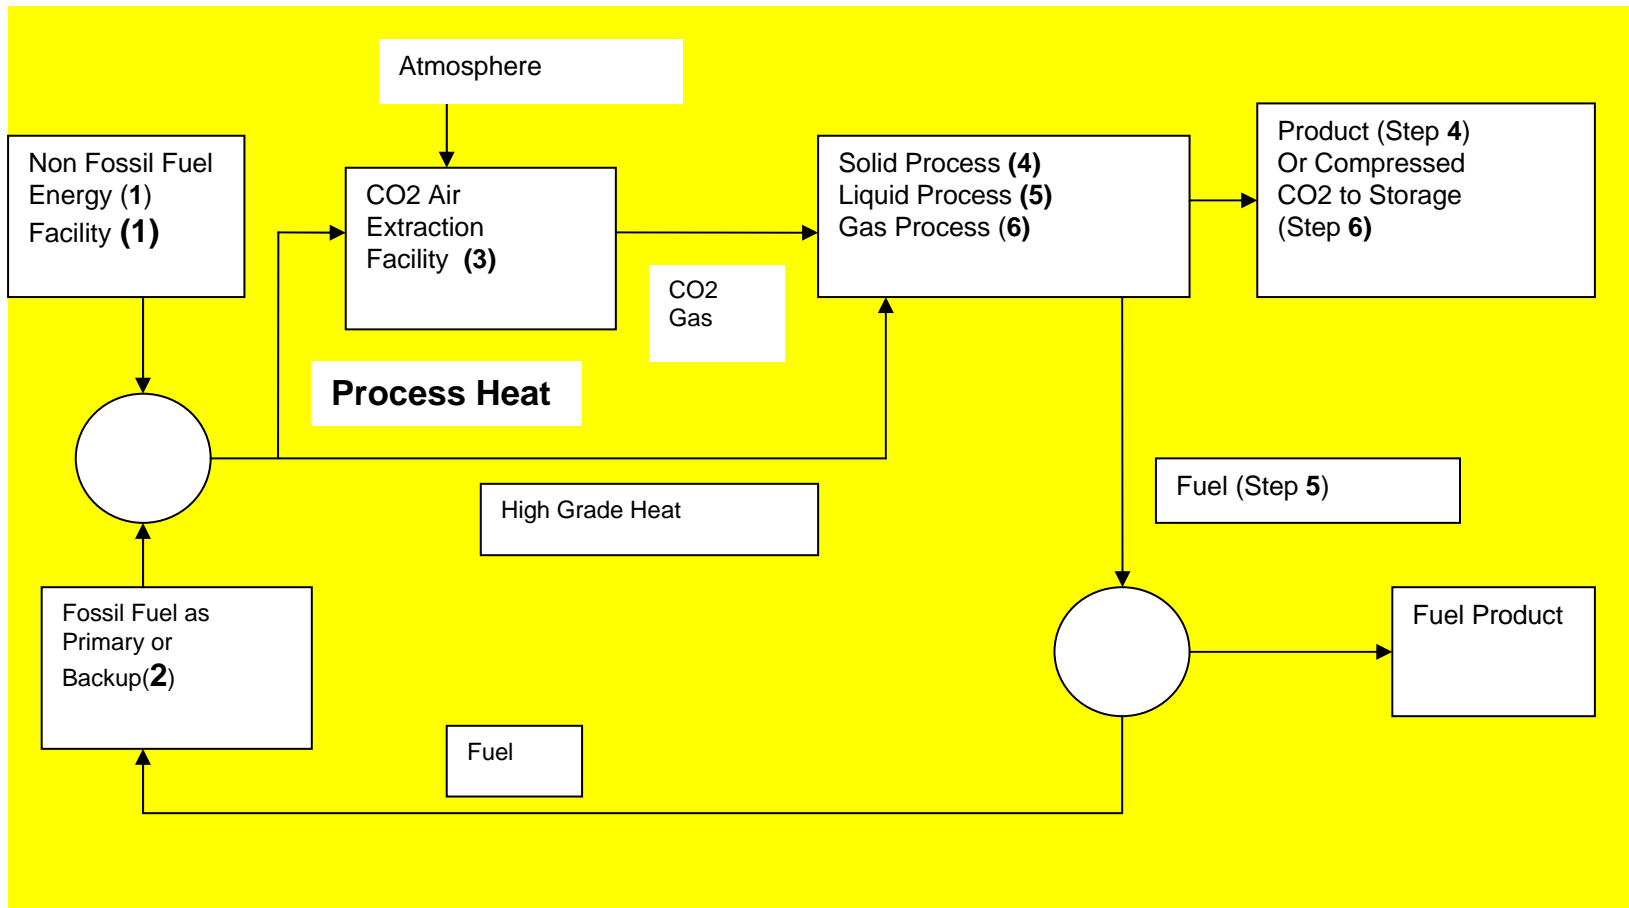 Atmosphere
Non Fossil Fuel
Energy (1)
Facility (1)
CO2 Air
Extraction
Facility (3)
Solid Process (4)
Liquid Process (5)
Gas Process (6)
Product (Step 4)
Or Compressed
CO2 to Storage
(Step 6)
CO2
Gas
Process Heat
High Grade Heat
Fuel (Step 5)
Fossil Fuel as
Primary or
Backup(2)
Fuel Product
Fuel